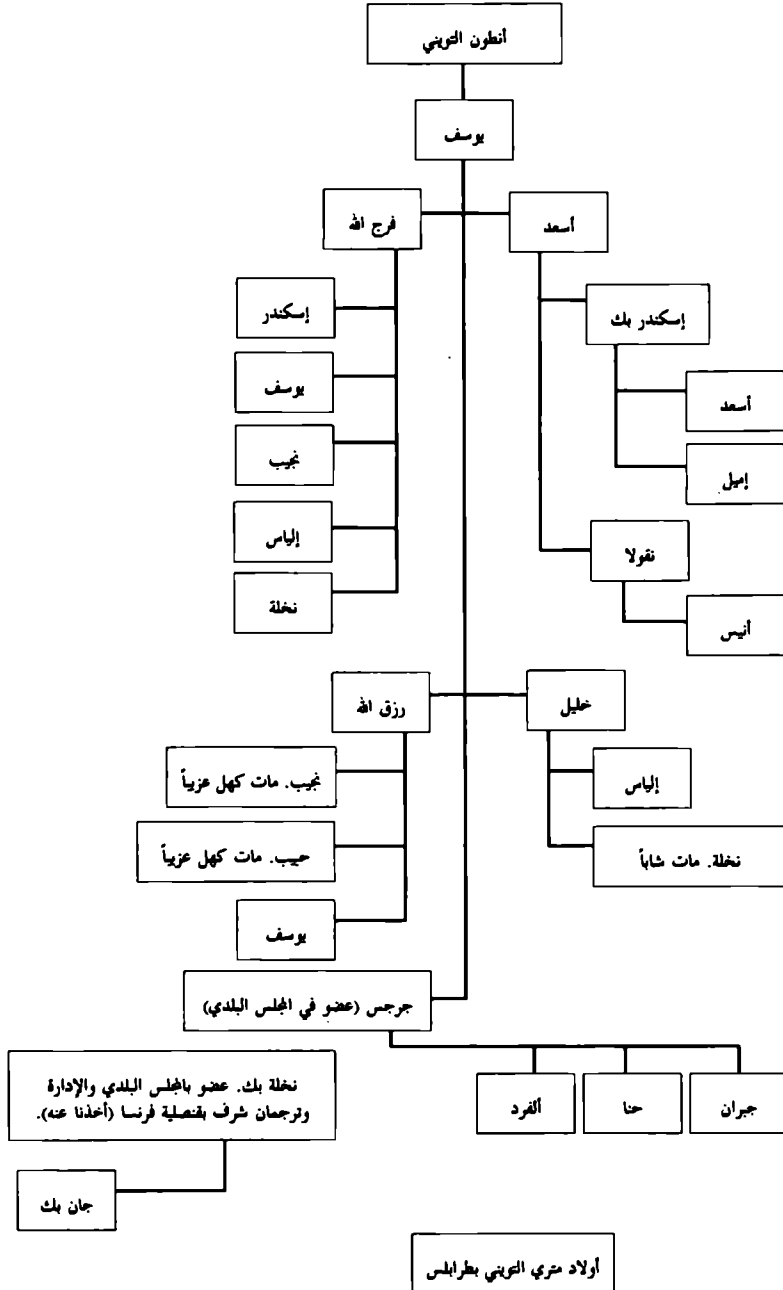 أنطون التويني
يوسف
أسعد
فرج الله
إسكندر بك
إسكندر
أسعد
يوسف
إميل
نجيب
نقولا
إلياس
أنيس
نخلة
خليل
رزق الله
إلياس
نجيب. مات كهل عزيباً
نخلة. مات شاباً
حبيب. مات كهل عزيباً
يوسف
جرجس (عضو في المجلس البلدي)
جبران
حنا
ألفرد
نخلة بك. عضو بالمجلس البلدي والإدارة
وترجمان شرف بقنصلية فرنسا (أخذنا عنه).
جان بك
أولاد متري التويني بطرابلس